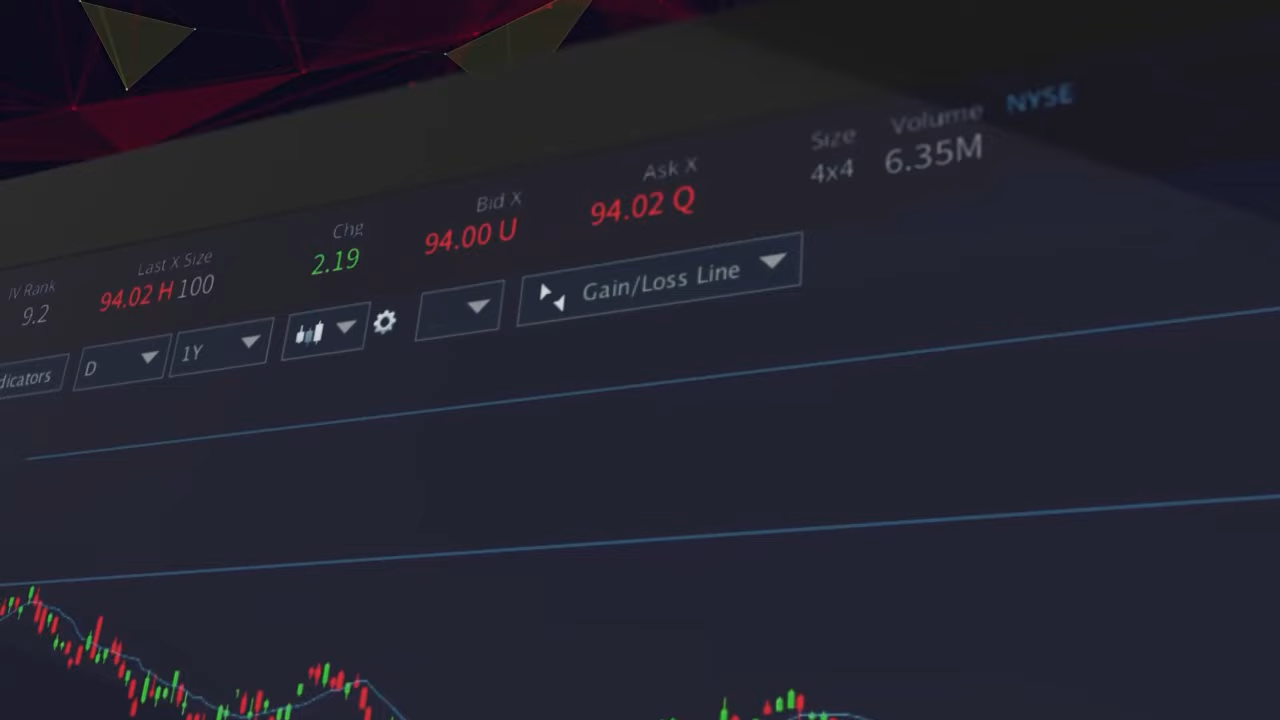 IV Rank Last X Size Chg Bid X Ask X Size Volume NYSE
9.2 94.02 H 100 2.19 94.00 U 94.02 Q 4x4 6.35M
dicators D 1Y Gain/Loss Line